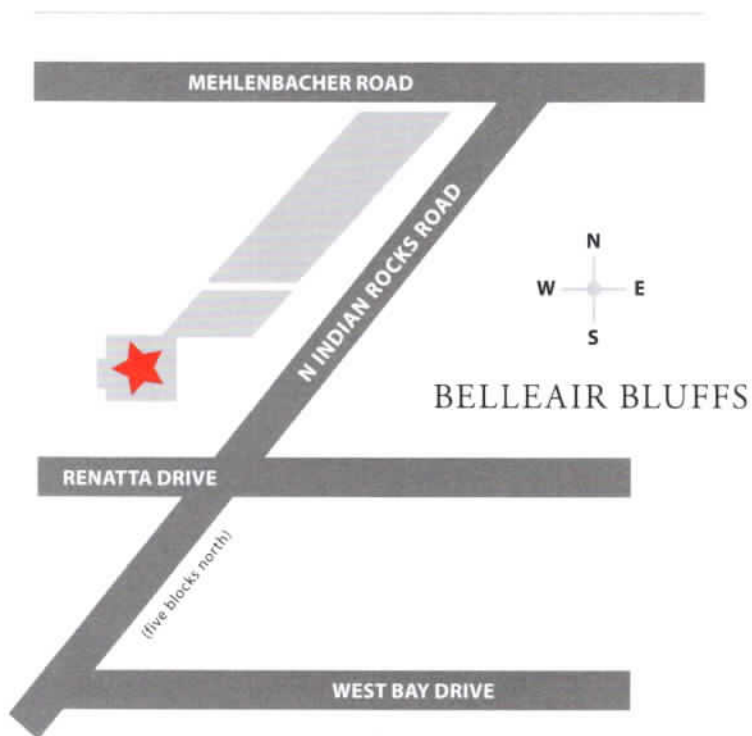 MEHLENBACHER ROAD
N INDIAN ROCKS ROAD
N
W
E
S
BELLEAIR BLUFFS
RENATTA DRIVE
(five blocks north)
WEST BAY DRIVE